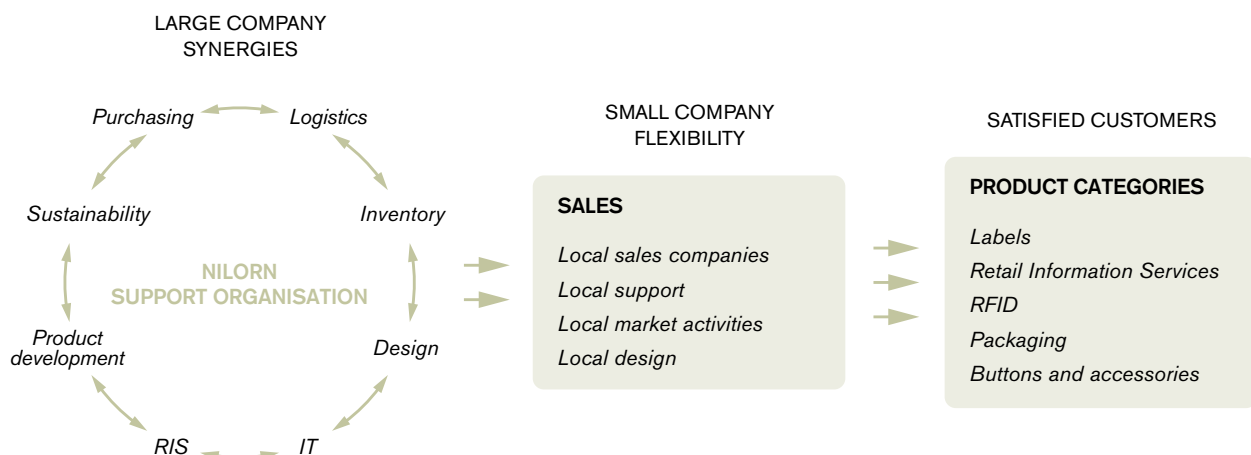 LARGE COMPANY
SYNERGIES
Purchasing
Logistics
Sustainability
Inventory
NILORN
SUPPORT ORGANISATION
Product
development
Design
RIS
IT
SMALL COMPANY
FLEXIBILITY
SALES
Local sales companies
Local support
Local market activities
Local design
SATISFIED CUSTOMERS
PRODUCT CATEGORIES
Labels
Retail Information Services
RFID
Packaging
Buttons and accessories